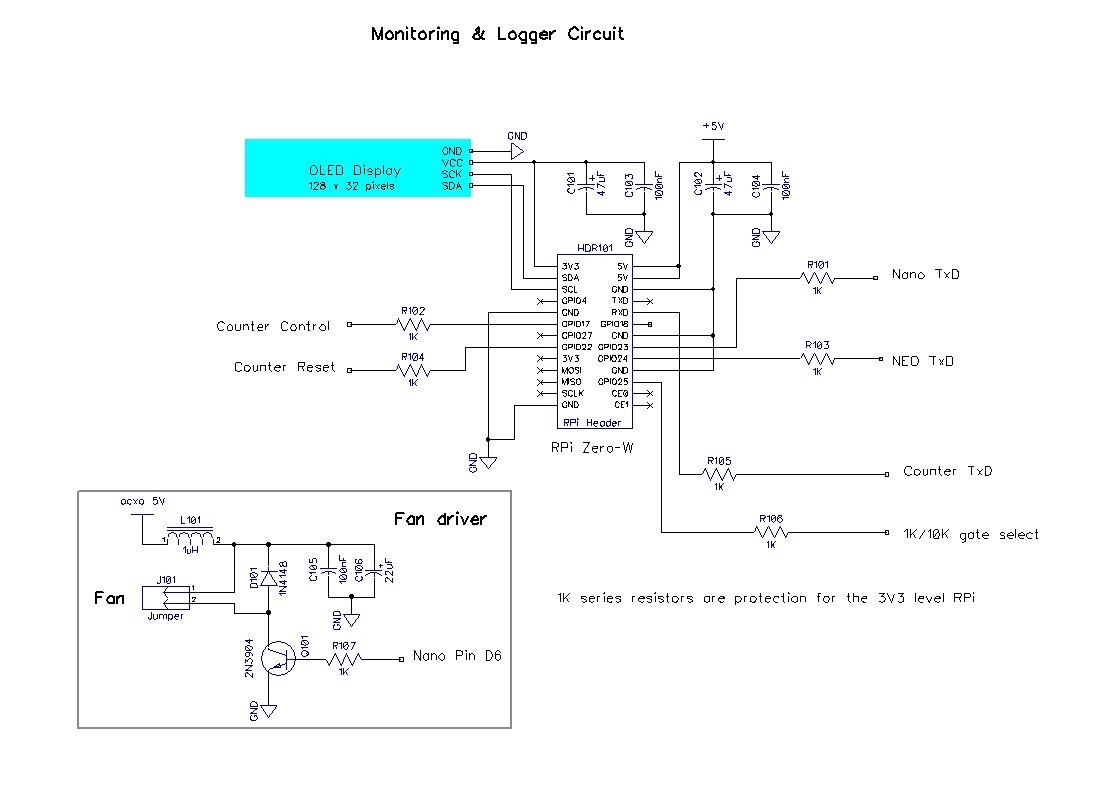 Monitoring & Logger Circuit
+5V
GND
OLED Display
128 x 32 pixels
GND
VCC
SCK
SDA
C101
47uF
C103
100nF
C102
47uF
C104
100nF
GND
GND
HDR101
3V3 5V
SDA 5V
SCL GND
GPIO4 TXD
GND RXD
GPIO17 GPIO18
GPIO27 GND
GPIO22 GPIO23
3V3 GPIO24
MOSI GND
MISO GPIO25
SCLK CE0
GND CE1
RPi Header
RPi Zero-W
R101
1K
Nano TxD
Counter Control
R102
1K
R103
1K
NEO TxD
Counter Reset
R104
1K
GND
R105
1K
Counter TxD
R106
1K
1K/10K gate select
ocxo 5V
Fan driver
L101
1 2
1uH
D101
1N4148
C105
100nF
C106
22uF
J101
1
2
Fan
Jumper
GND
2N3904
Q101
R107
1K
Nano Pin D6
GND
1K series resistors are protection for the 3V3 level RPi